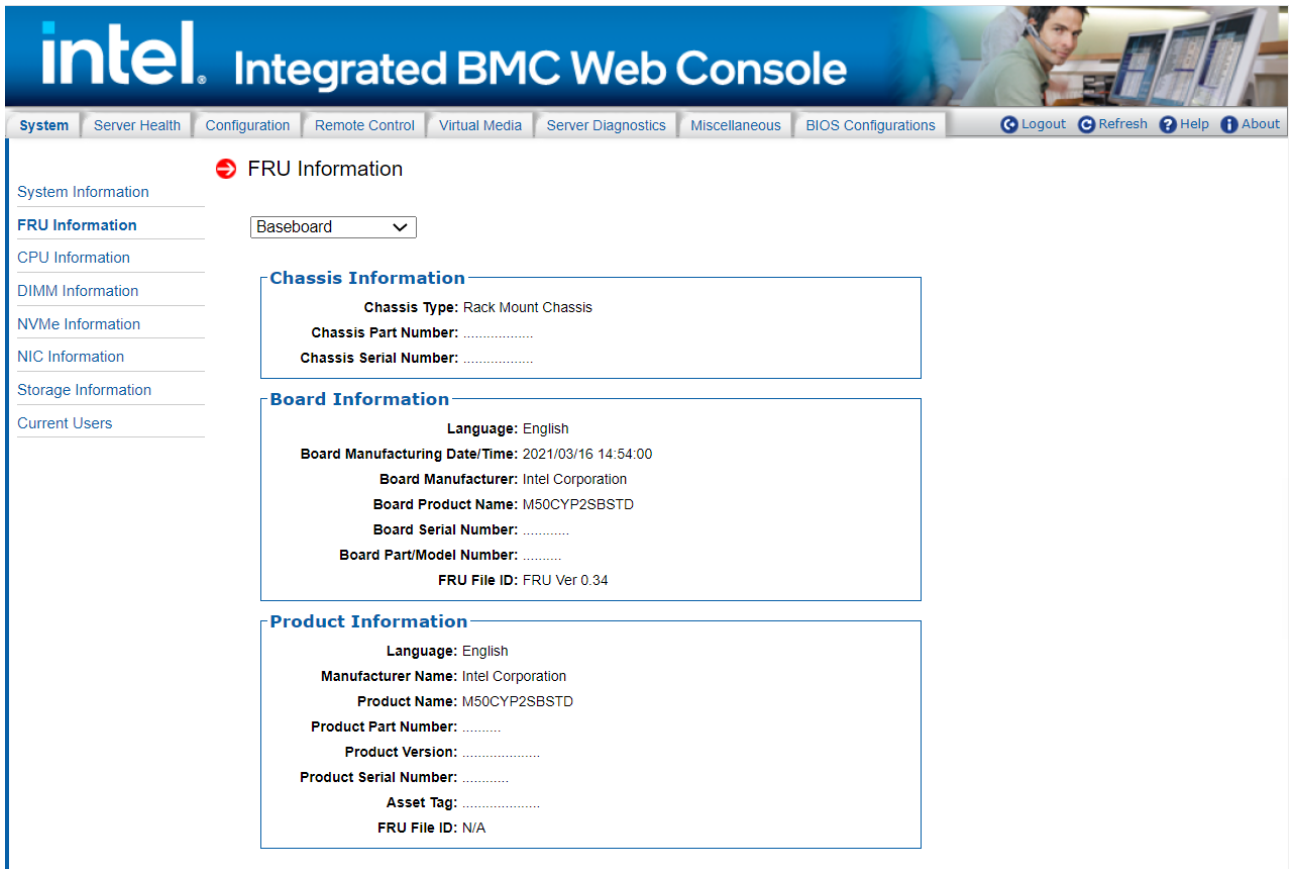 intel. Integrated BMC Web Console
System Server Health Configuration Remote Control Virtual Media Server Diagnostics Miscellaneous BIOS Configurations Logout Refresh Help About
FRU Information
System Information
FRU Information
CPU Information
DIMM Information
NVMe Information
NIC Information
Storage Information
Current Users
Baseboard
Chassis Information
Chassis Type: Rack Mount Chassis
Chassis Part Number: ..................
Chassis Serial Number: ..................
Board Information
Language: English
Board Manufacturing Date/Time: 2021/03/16 14:54:00
Board Manufacturer: Intel Corporation
Board Product Name: M50CYP2SBSTD
Board Serial Number: ............
Board Part/Model Number: ..........
FRU File ID: FRU Ver 0.34
Product Information
Language: English
Manufacturer Name: Intel Corporation
Product Name: M50CYP2SBSTD
Product Part Number: ..........
Product Version: ....................
Product Serial Number: ............
Asset Tag: ....................
FRU File ID: N/A